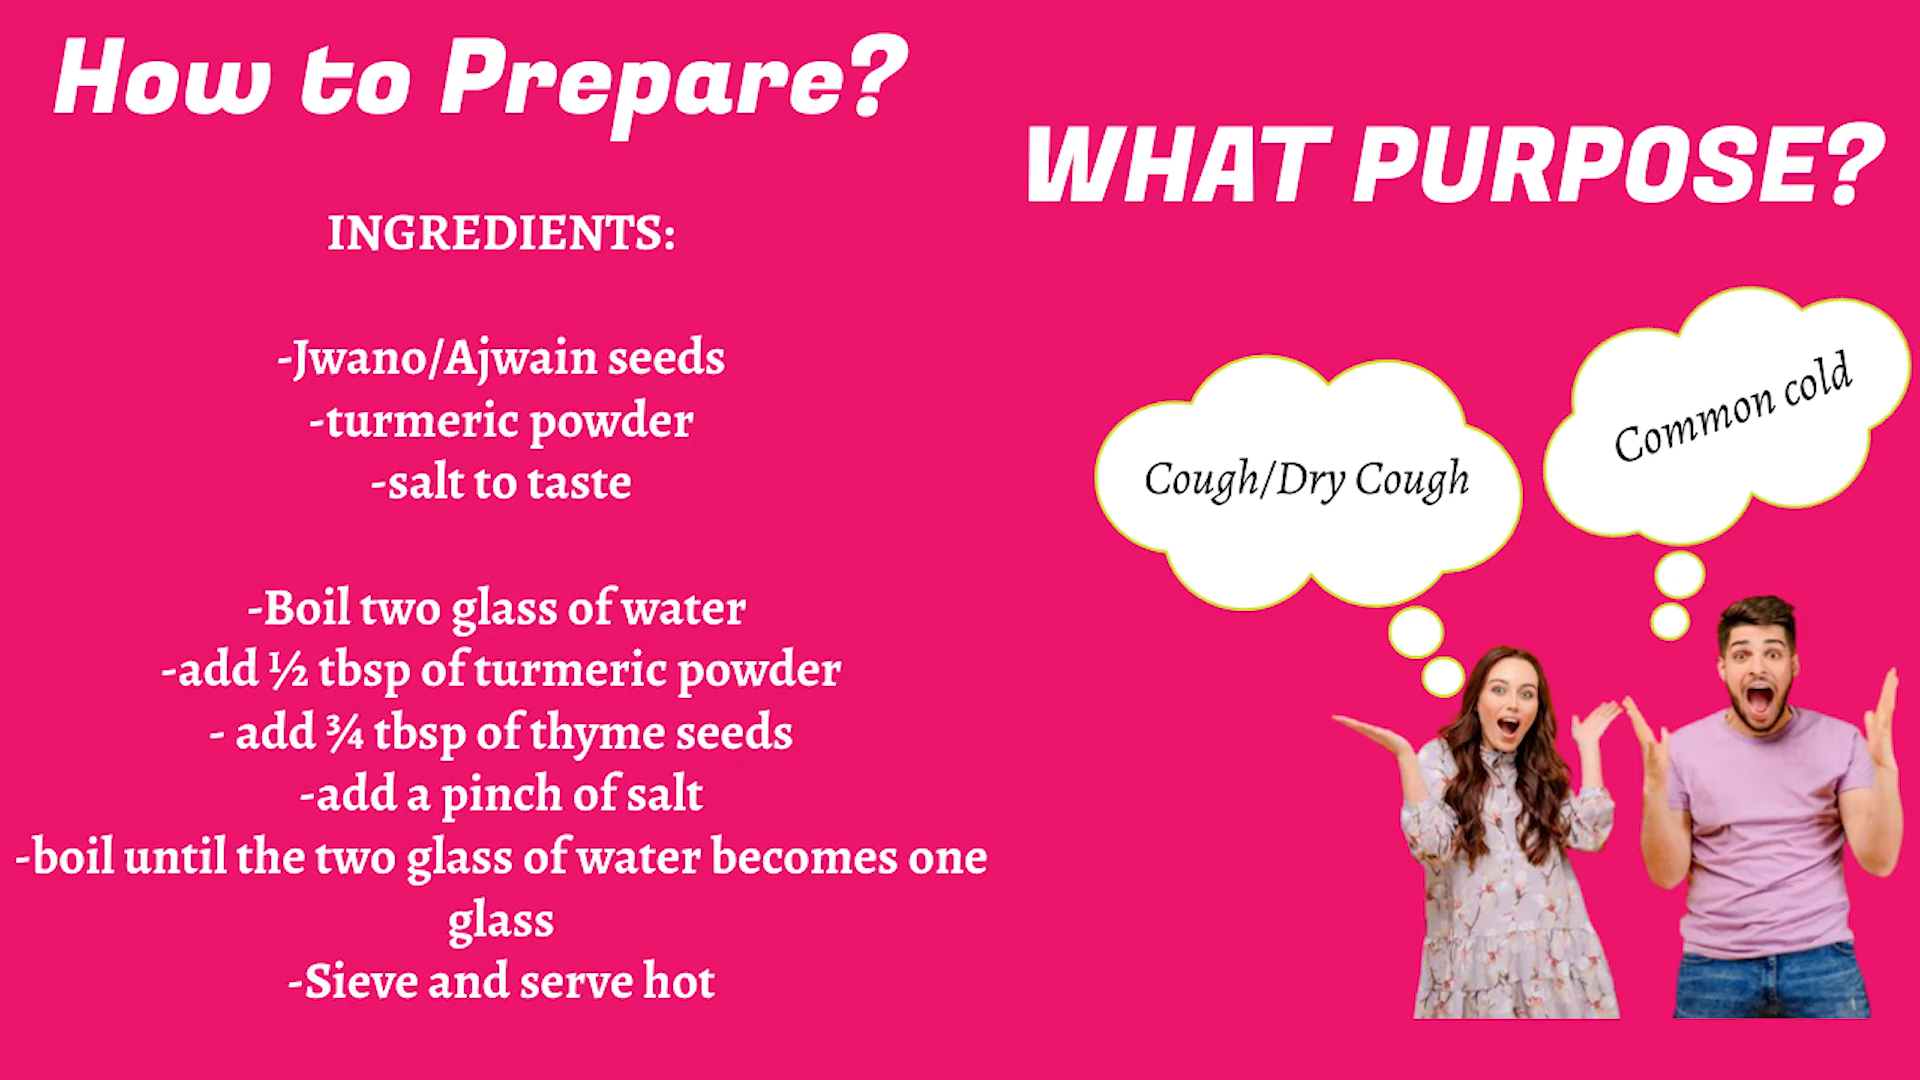 How to Prepare?
INGREDIENTS:
-Jwano/Ajwain seeds
-turmeric powder
-salt to taste
-Boil two glass of water
-add ½ tbsp of turmeric powder
- add ¾ tbsp of thyme seeds
-add a pinch of salt
-boil until the two glass of water becomes one
glass
-Sieve and serve hot
WHAT PURPOSE?
Cough/Dry Cough
Common cold